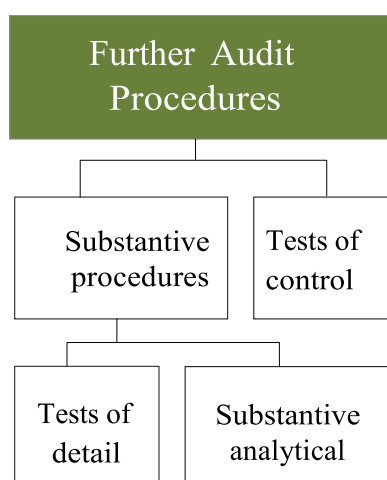 Further Audit
Procedures
Substantive
procedures
Tests of
control
Tests of
detail
Substantive
analytical